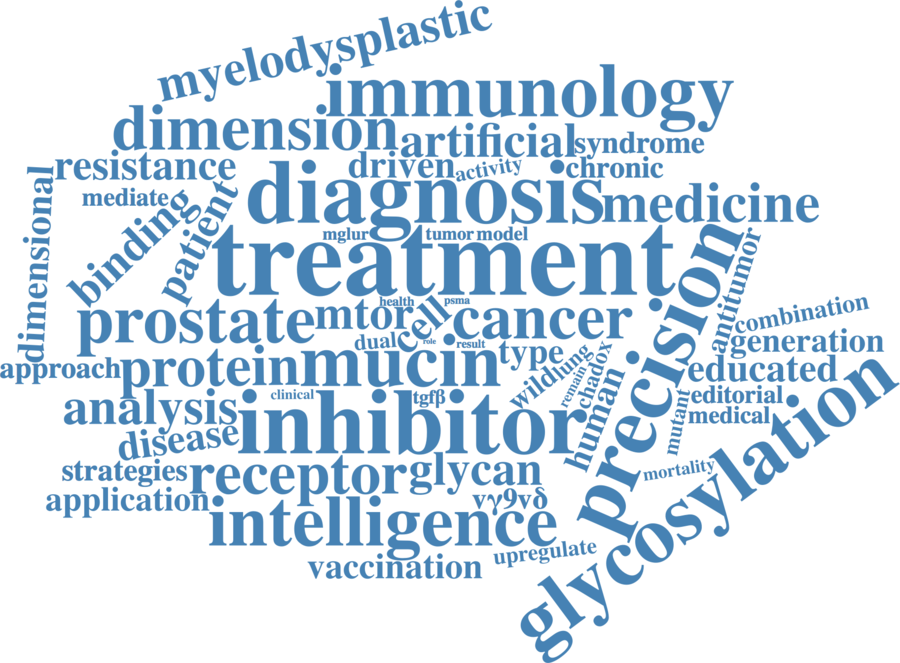 myelodysplastic
immunology
dimension
artificial
syndrome
resistance
driven
activity
chronic
dimensional
mediate
diagnosis
medicine
binding
patient
mglur
tumor model
treatment
precision
antitumor
health
psma
prostate
mtor
cell
cancer
combination
dual
role
result
generation
approach
protein
mucin
type
wild
lung
remain
chadox
educated
clinical
tgfβ
human
mutant
editorial
analysis
inhibitor
medical
disease
strategies
receptor
glycan
mortality
glycosylation
application
vγ9vδ
intelligence
upregulate
vaccination